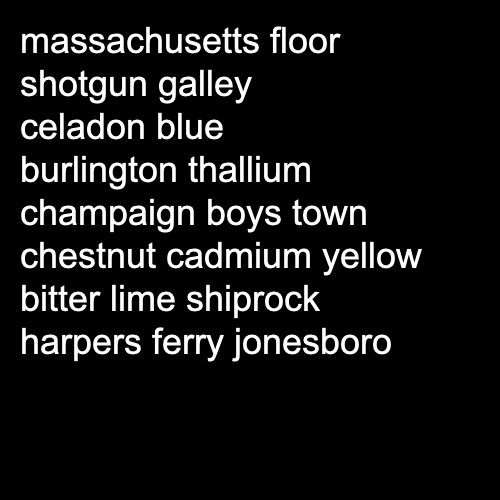 massachusetts floor
shotgun galley
celadon blue
burlington thallium
champaign boys town
chestnut cadmium yellow
bitter lime shiprock
harpers ferry jonesboro